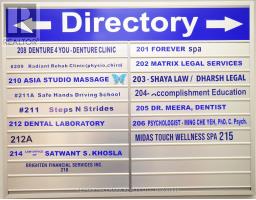 Directory
208 DENTURE 4 YOU - DENTURE CLINIC
#209 Radiant Rehab Clinic (physio, chiro)
210 ASIA STUDIO MASSAGE
#211A Safe Hands Driving School
#211 Steps N Strides
212 DENTAL LABORATORY
212A
214 SATWANT S. KHOSLA
BRIGHTEN FINANCIAL SERVICES INC
218
201 FOREVER spa
202 MATRIX LEGAL SERVICES
203 - SHAYA LAW / DHARSH LEGAL
204- Accomplishment Education
205 DR. MEERA, DENTIST
206 PSYCHOLOGIST - MING CHE YEH, PhD, C. Psych.
MIDAS TOUCH WELLNESS SPA 215